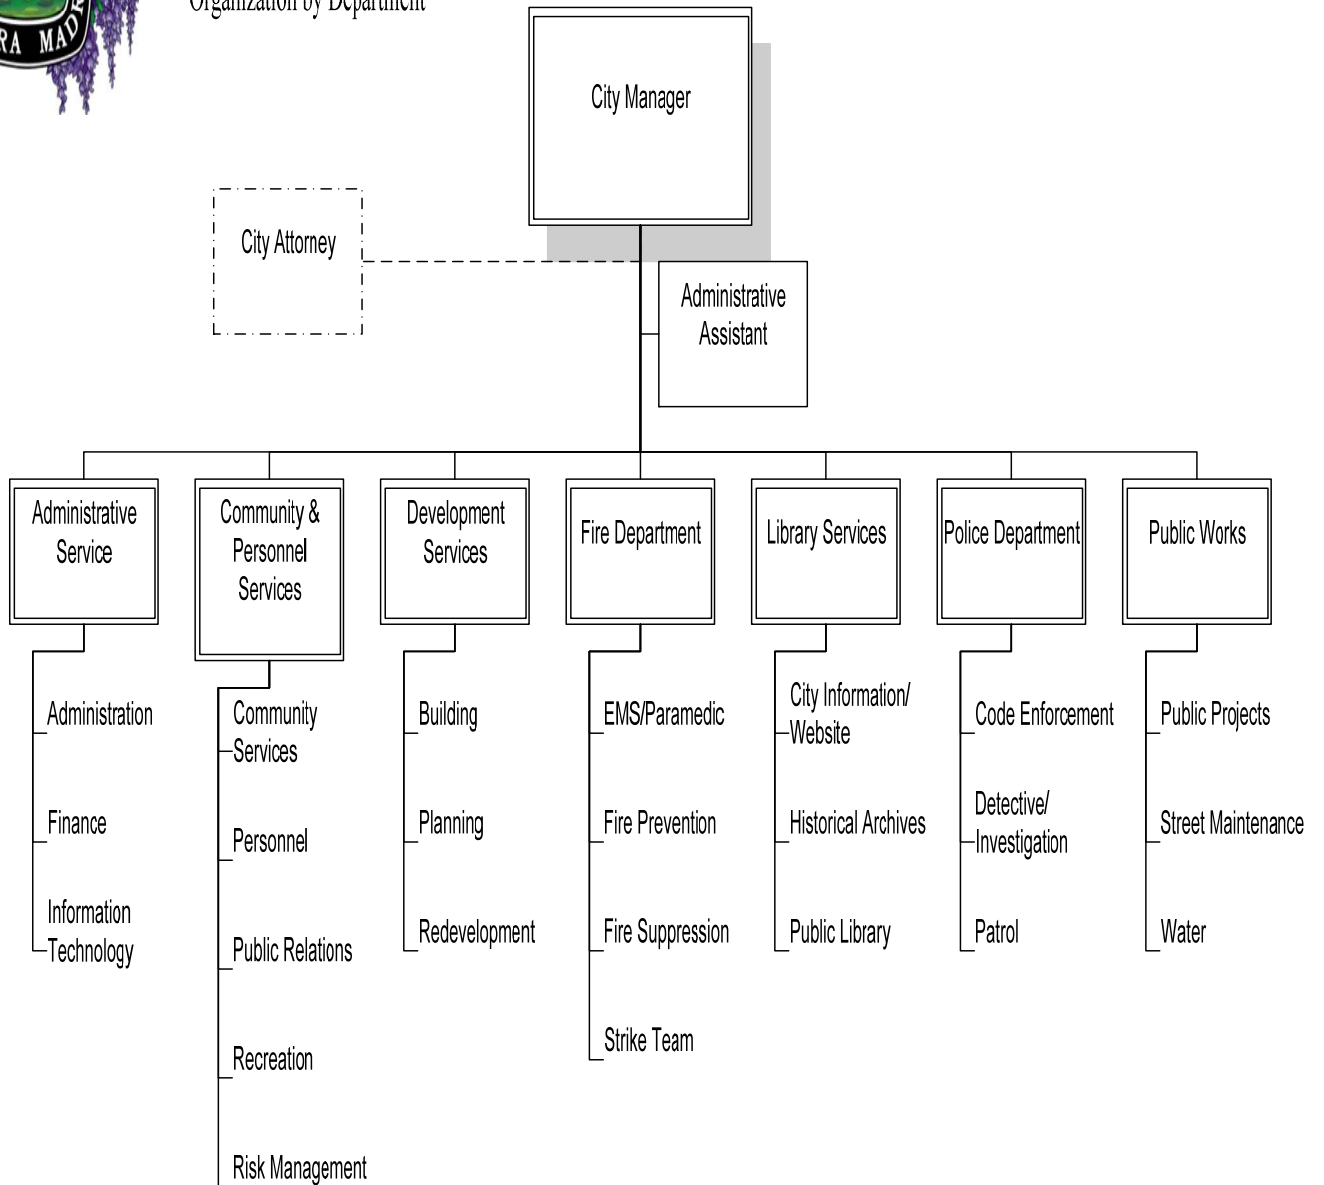 Organization by Department
City Manager
City Attorney
Administrative
Assistant
Administrative
Service
Community &
Personnel
Services
Development
Services
Fire Department
Library Services
Police Department
Public Works
Administration
Finance
Information
Technology
Community
Services
Personnel
Public Relations
Recreation
Risk Management
Building
Planning
Redevelopment
EMS/Paramedic
Fire Prevention
Fire Suppression
Strike Team
City Information/
Website
Historical Archives
Public Library
Code Enforcement
Detective/
Investigation
Patrol
Public Projects
Street Maintenance
Water